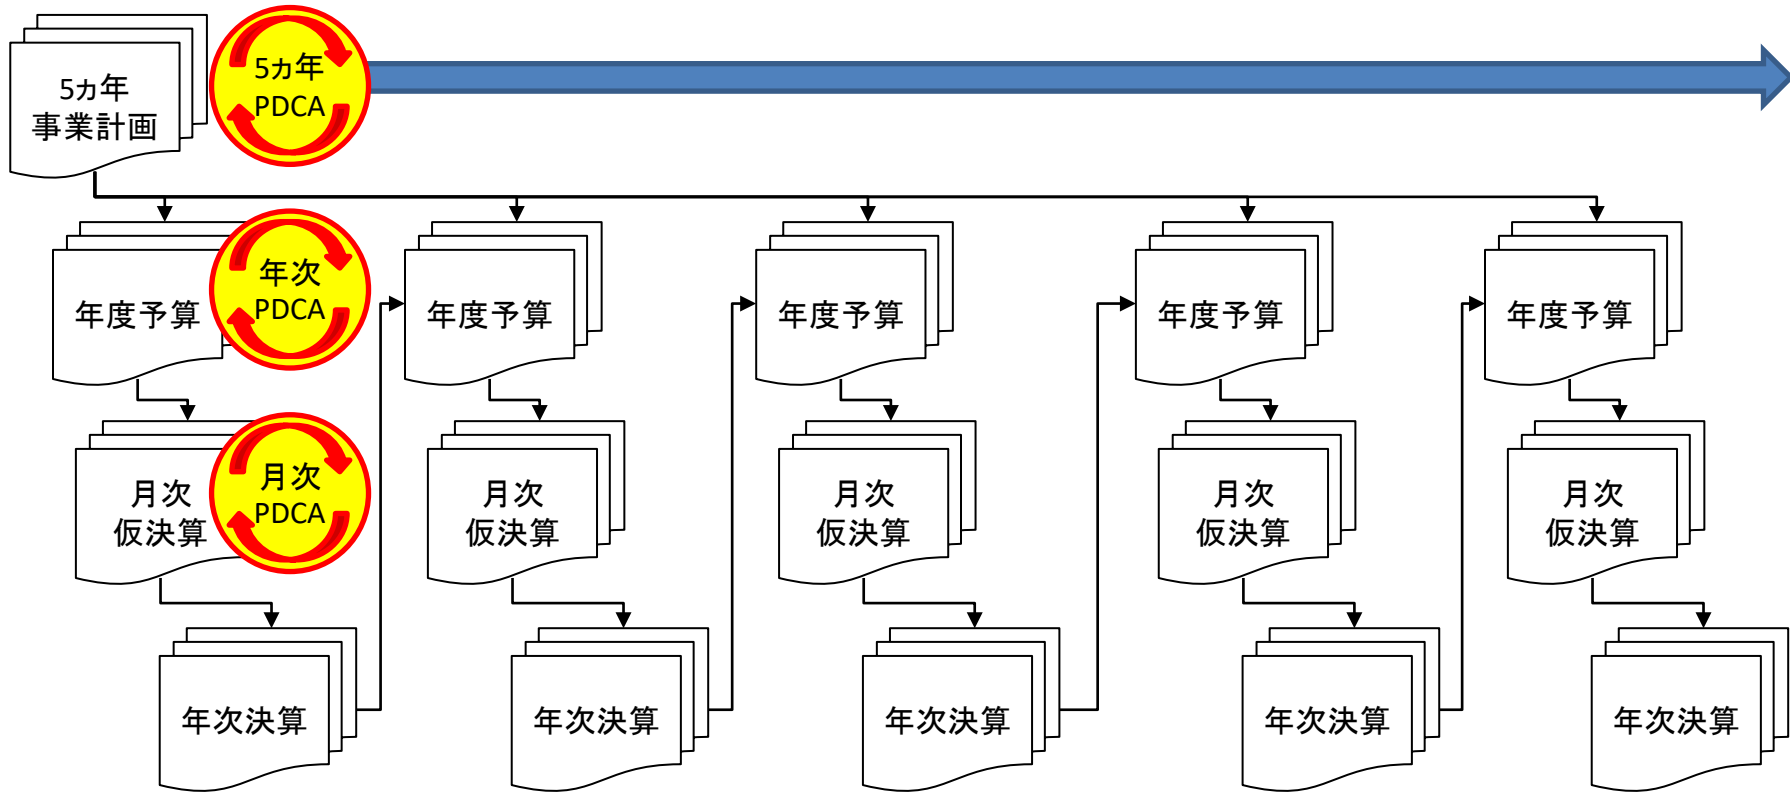 5カ年
事業計画
5カ年
PDCA
年度予算
年次
PDCA
年度予算
年度予算
年度予算
年度予算
月次
仮決算
月次
PDCA
月次
仮決算
月次
仮決算
月次
仮決算
月次
仮決算
年次決算
年次決算
年次決算
年次決算
年次決算